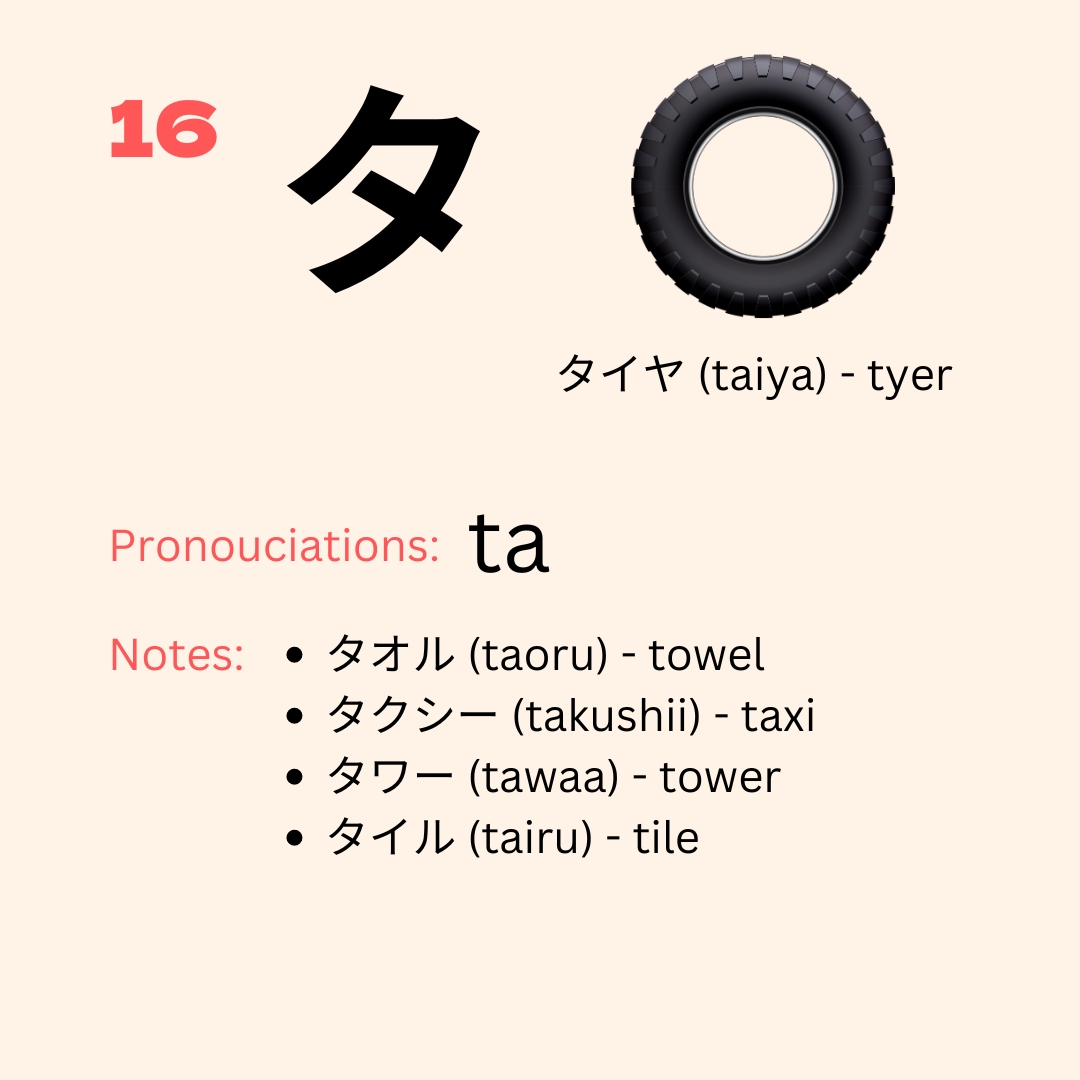 16
タ
タイヤ (taiya) - tyer
Pronouciations: ta
Notes:
• タオル (taoru) - towel
• タクシー (takushii) - taxi
• タワー (tawaa) - tower
• タイル (tairu) - tile